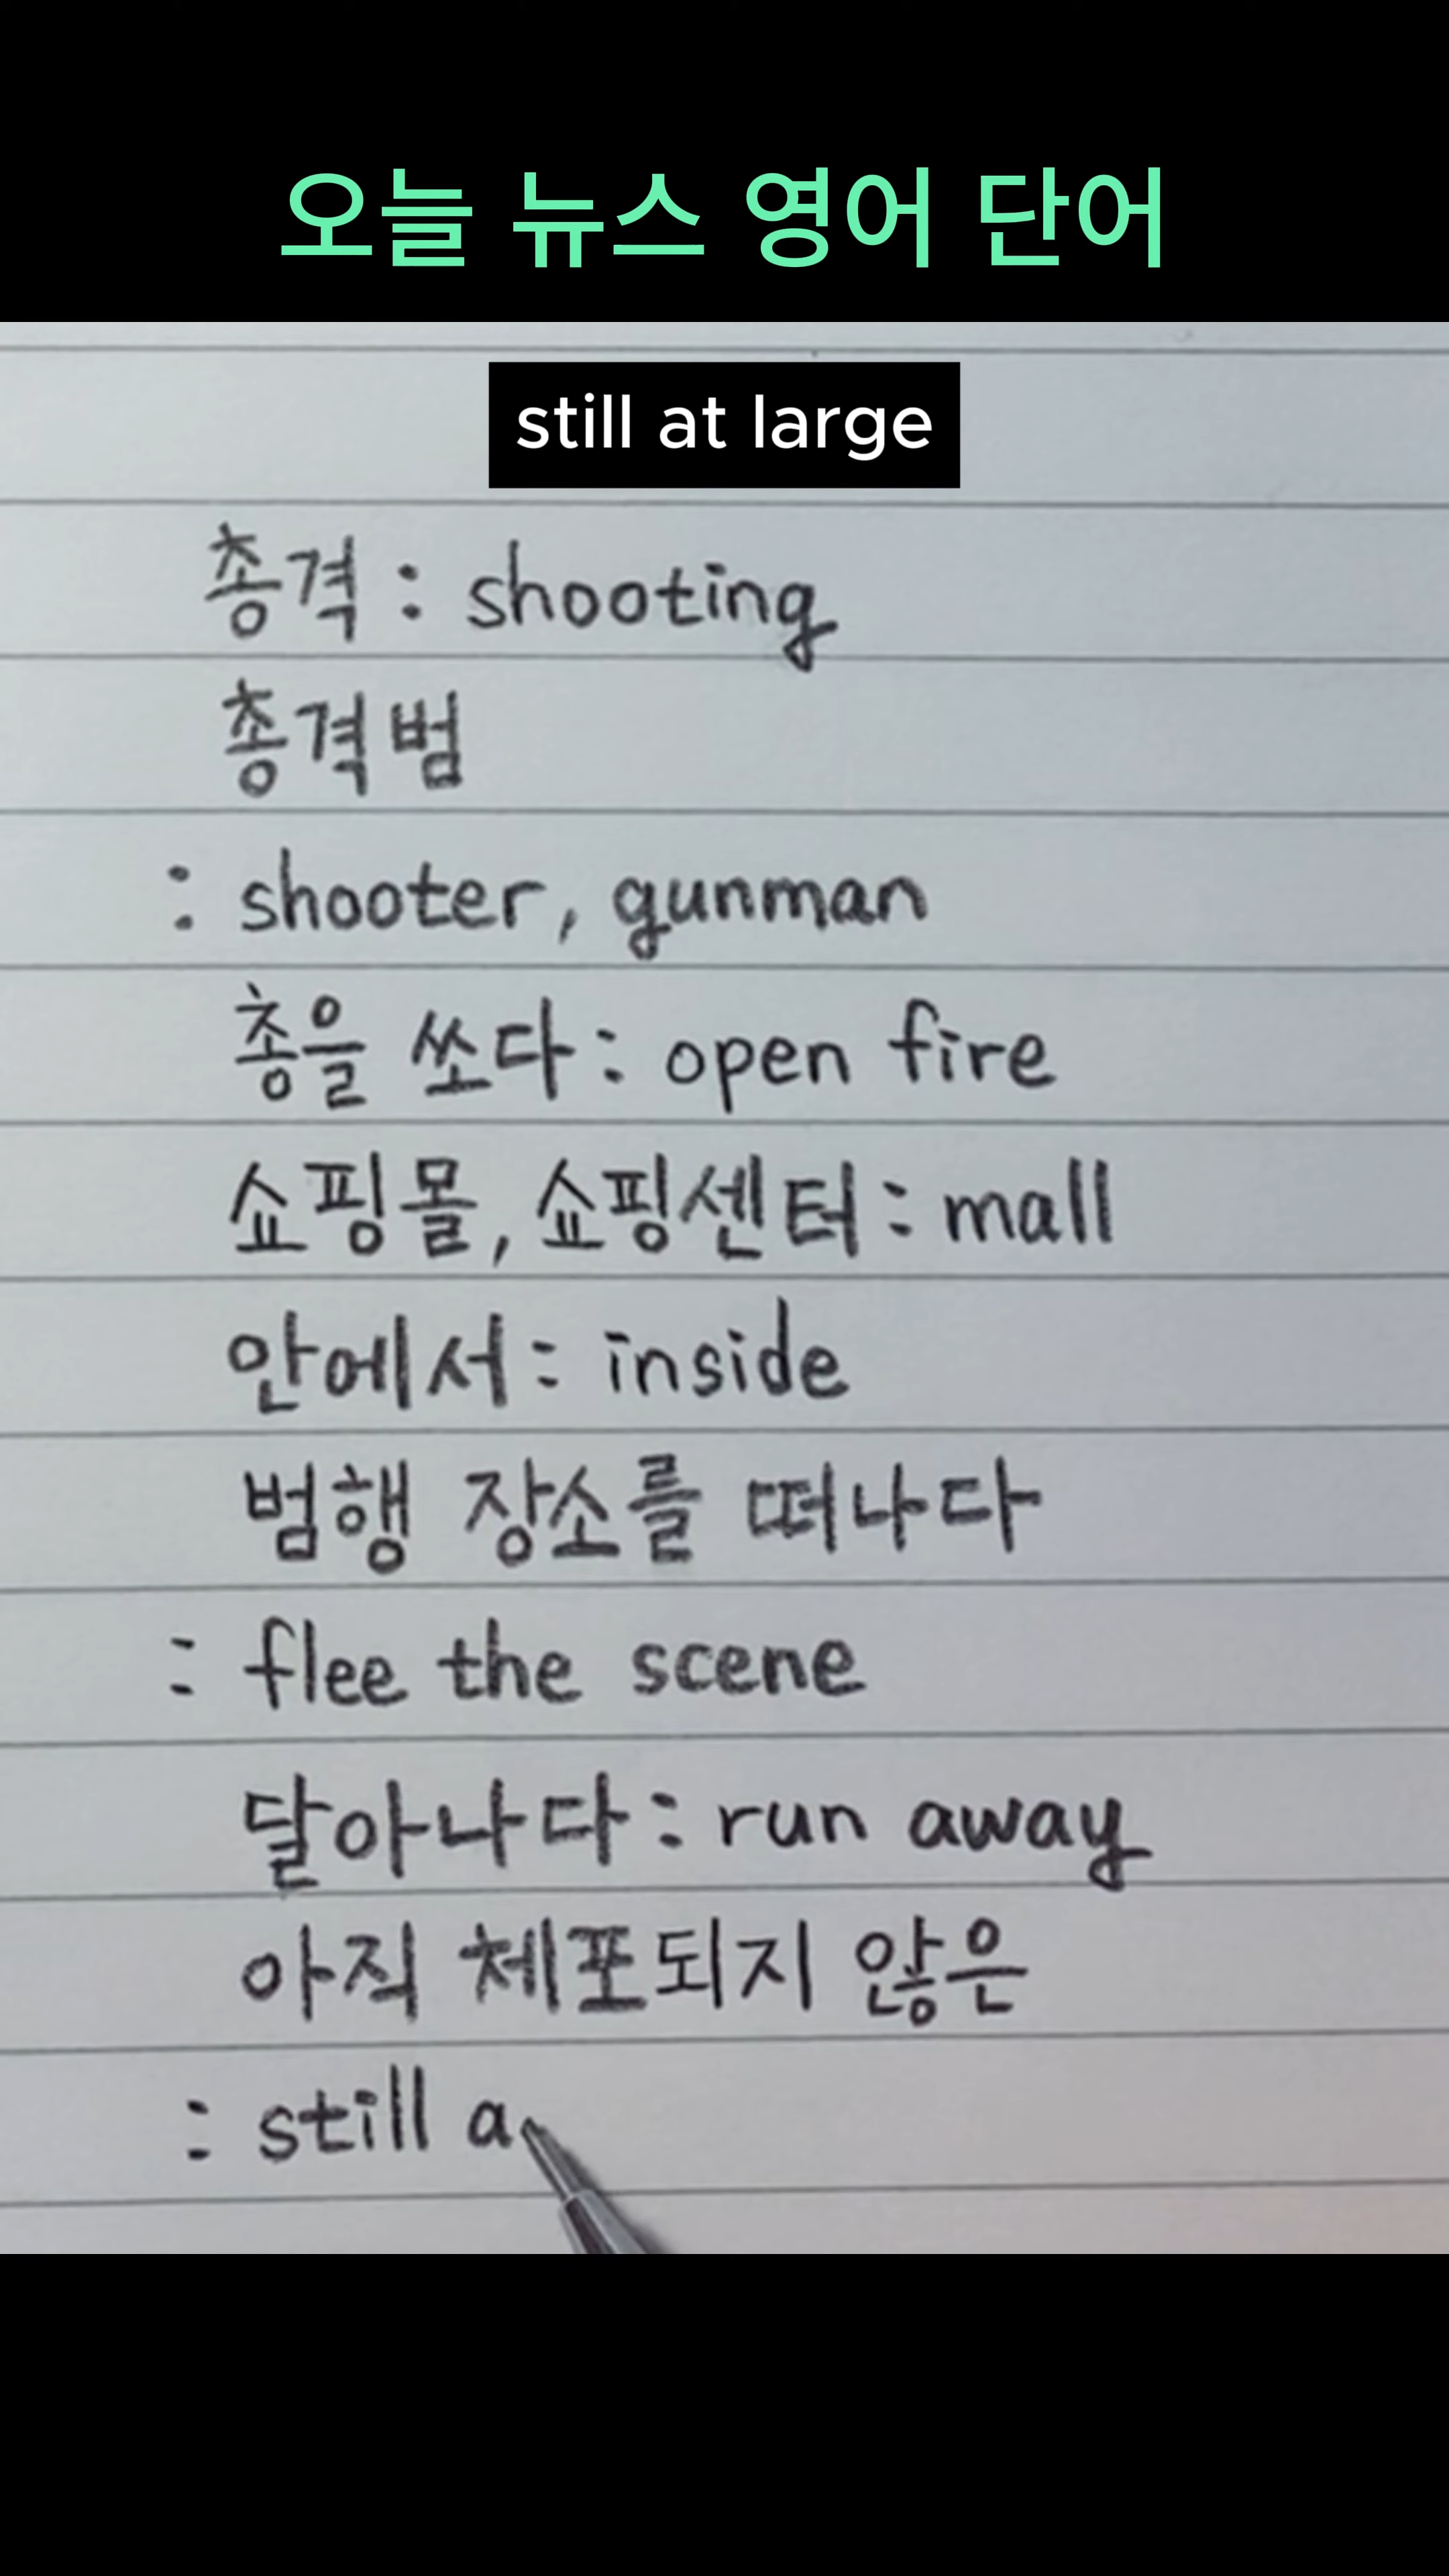 오늘 뉴스 영어 단어
still at large
총격 : shooting
총격범
: shooter, gunman
총을 쏘다 : open fire
쇼핑몰, 쇼핑센터 : mall
안에서 : inside
범행 장소를 떠나다
: flee the scene
달아나다 : run away
아직 체포되지 않은
: still a